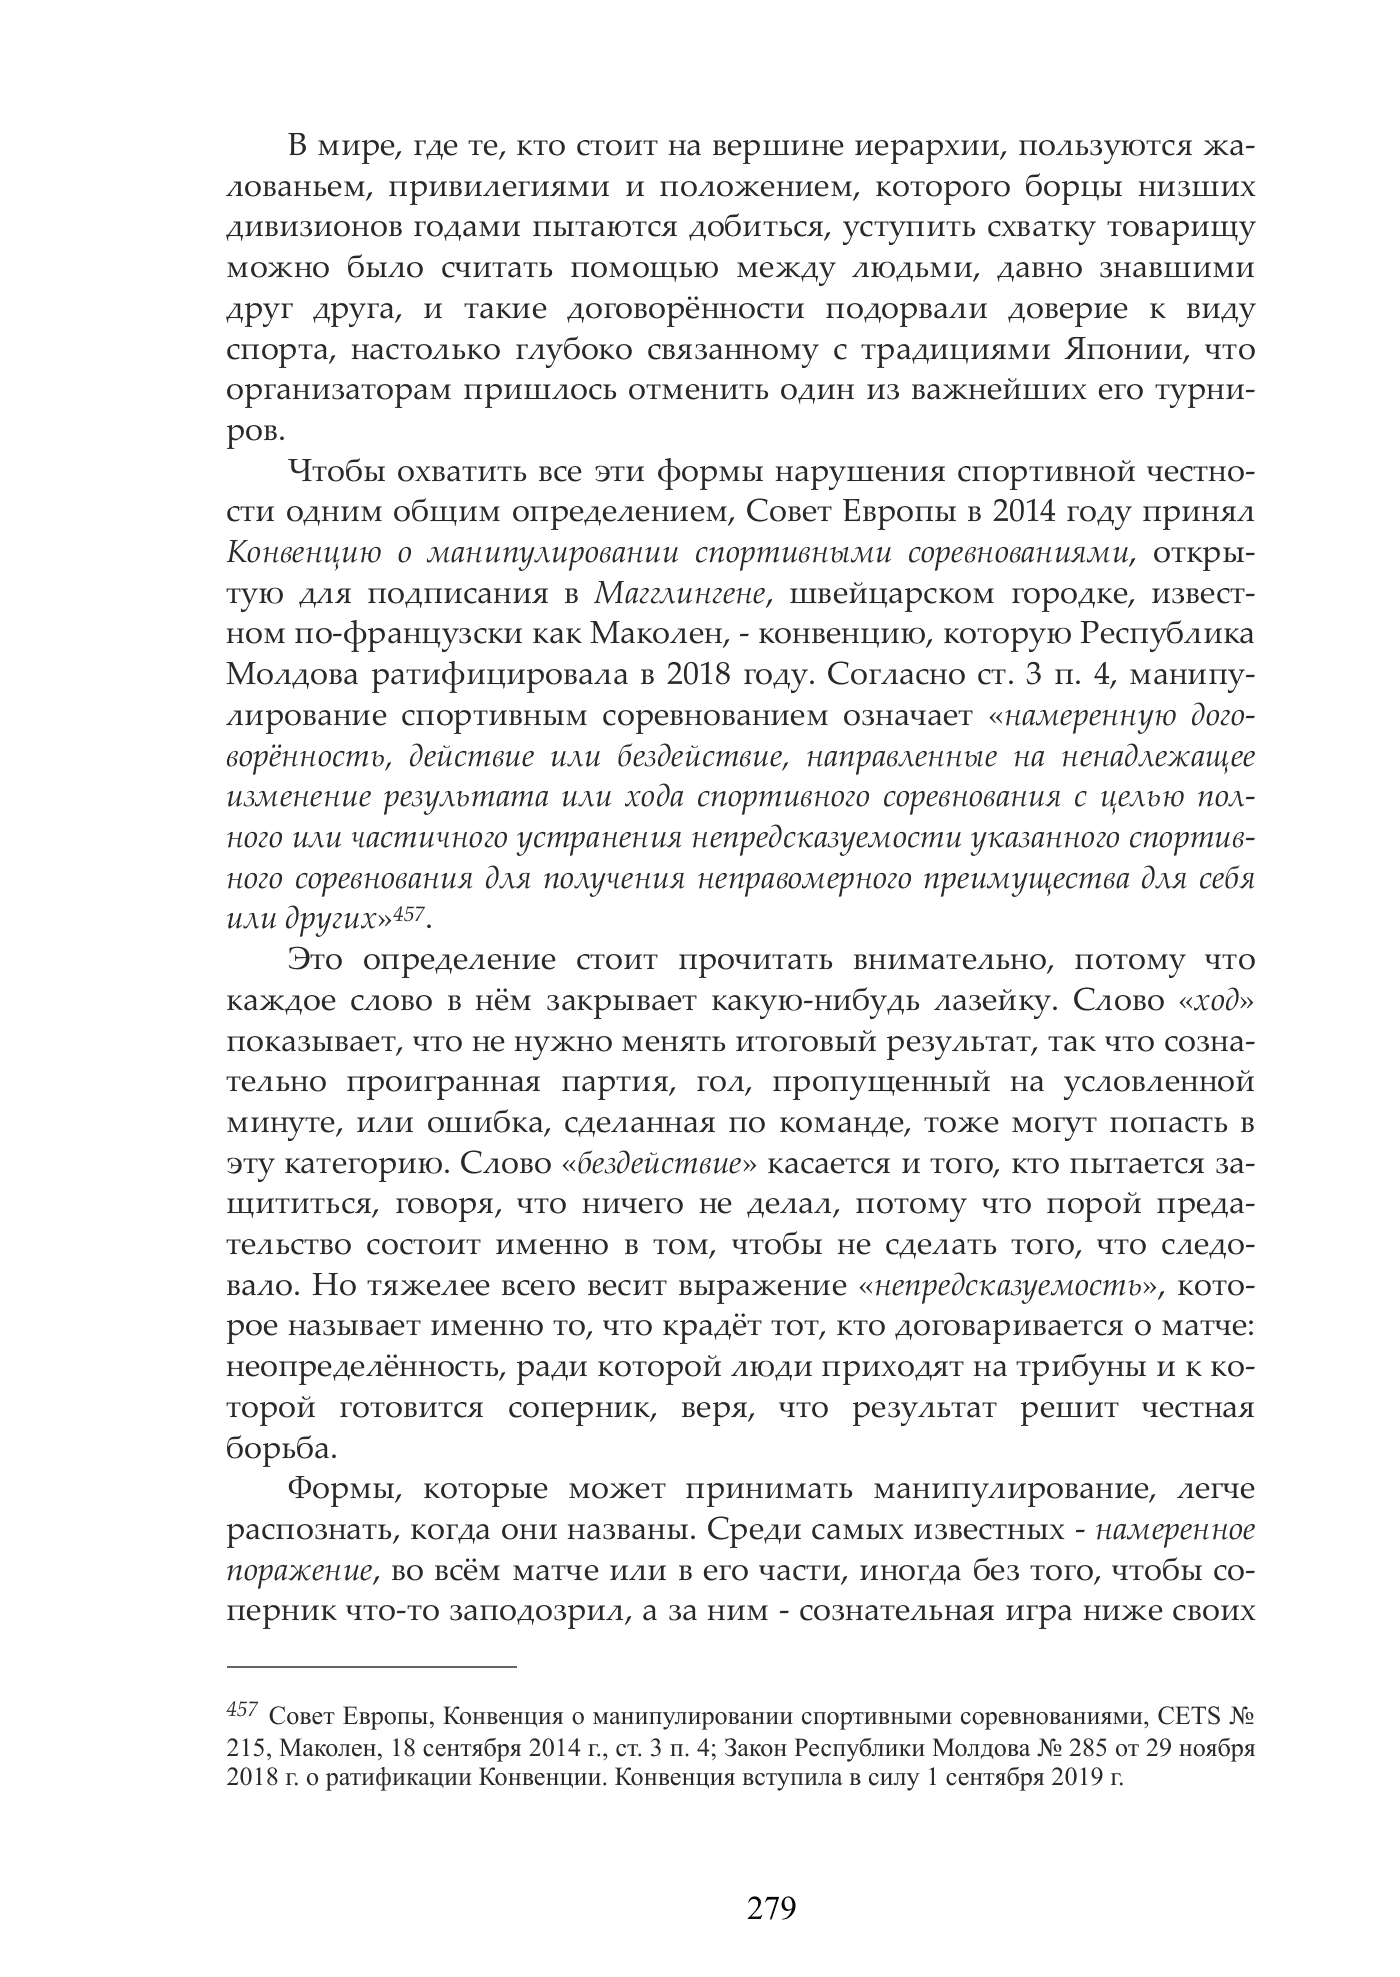 В мире, где те, кто стоит на вершине иерархии, пользуются жа-
лованьем, привилегиями и положением, которого борцы низших
дивизионов годами пытаются добиться, уступить схватку товарищу
можно было считать помощью между людьми, давно знавшими
друг друга, и такие договорённости подорвали доверие к виду
спорта, настолько глубоко связанному с традициями Японии, что
организаторам пришлось отменить один из важнейших его турни-
ров.
Чтобы охватить все эти формы нарушения спортивной честно-
сти одним общим определением, Совет Европы в 2014 году принял
Конвенцию о манипулировании спортивными соревнованиями, откры-
тую для подписания в Магглингене, швейцарском городке, извест-
ном по-французски как Маколен, - конвенцию, которую Республика
Молдова ратифицировала в 2018 году. Согласно ст. 3 п. 4, манипу-
лирование спортивным соревнованием означает «намеренную дого-
ворённость, действие или бездействие, направленные на ненадлежащее
изменение результата или хода спортивного соревнования с целью пол-
ного или частичного устранения непредсказуемости указанного спортив-
ного соревнования для получения неправомерного преимущества для себя
или других»457.
Это определение стоит прочитать внимательно, потому что
каждое слово в нём закрывает какую-нибудь лазейку. Слово «ход»
показывает, что не нужно менять итоговый результат, так что созна-
тельно проигранная партия, гол, пропущенный на условленной
минуте, или ошибка, сделанная по команде, тоже могут попасть в
эту категорию. Слово «бездействие» касается и того, кто пытается за-
щититься, говоря, что ничего не делал, потому что порой преда-
тельство состоит именно в том, чтобы не сделать того, что следо-
вало. Но тяжелее всего весит выражение «непредсказуемость», кото-
рое называет именно то, что крадёт тот, кто договаривается о матче:
неопределённость, ради которой люди приходят на трибуны и к ко-
торой готовится соперник, веря, что результат решит честная
борьба.
Формы, которые может принимать манипулирование, легче
распознать, когда они названы. Среди самых известных - намеренное
поражение, во всём матче или в его части, иногда без того, чтобы со-
перник что-то заподозрил, а за ним - сознательная игра ниже своих
457 Совет Европы, Конвенция о манипулировании спортивными соревнованиями, CETS №
215, Маколен, 18 сентября 2014 г., ст. 3 п. 4; Закон Республики Молдова № 285 от 29 ноября
2018 г. о ратификации Конвенции. Конвенция вступила в силу 1 сентября 2019 г.
279